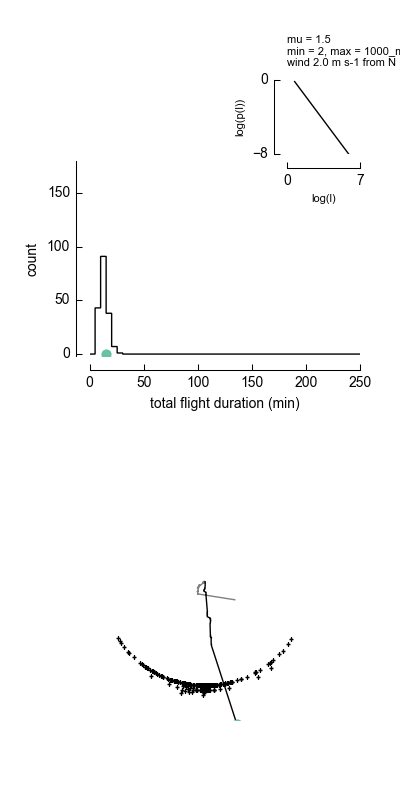 mu = 1.5
min = 2, max = 1000_m
wind 2.0 m s-1 from N
0
log(p(l))
−8
0 7
log(l)
150
100
count
50
0
0 50 100 150 200 250
total flight duration (min)